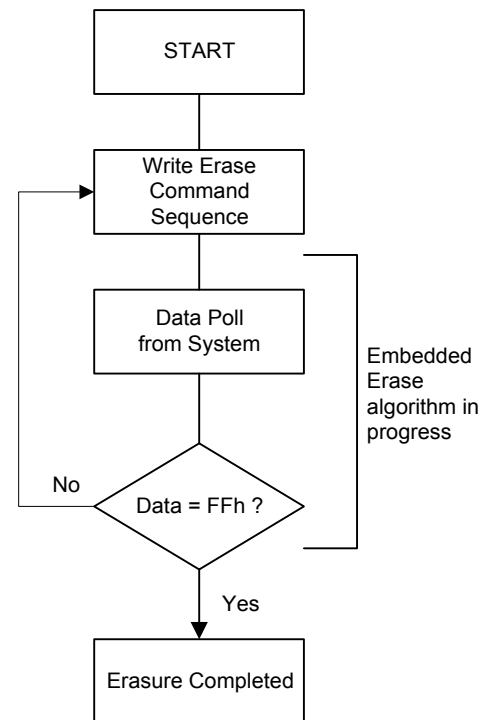 START
Write Erase
Command
Sequence
Data Poll
from System
Embedded
Erase
algorithm in
progress
No
Data = FFh ?
Yes
Erasure Completed